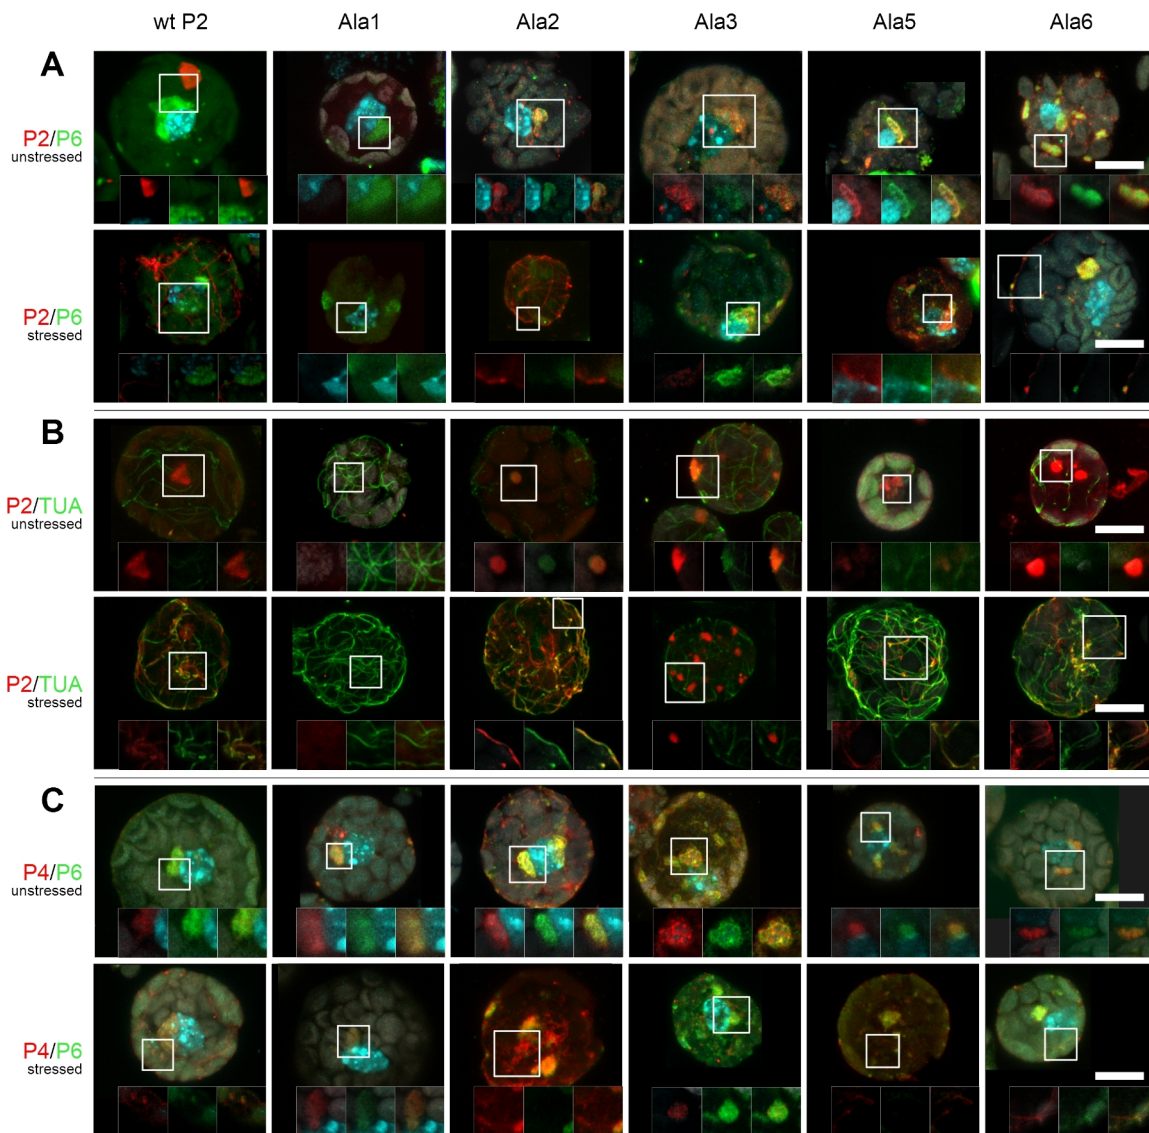 wt P2 Ala1 Ala2 Ala3 Ala5 Ala6
A
P2/P6
unstressed
P2/P6
stressed
B
P2/TUA
unstressed
P2/TUA
stressed
C
P4/P6
unstressed
P4/P6
stressed